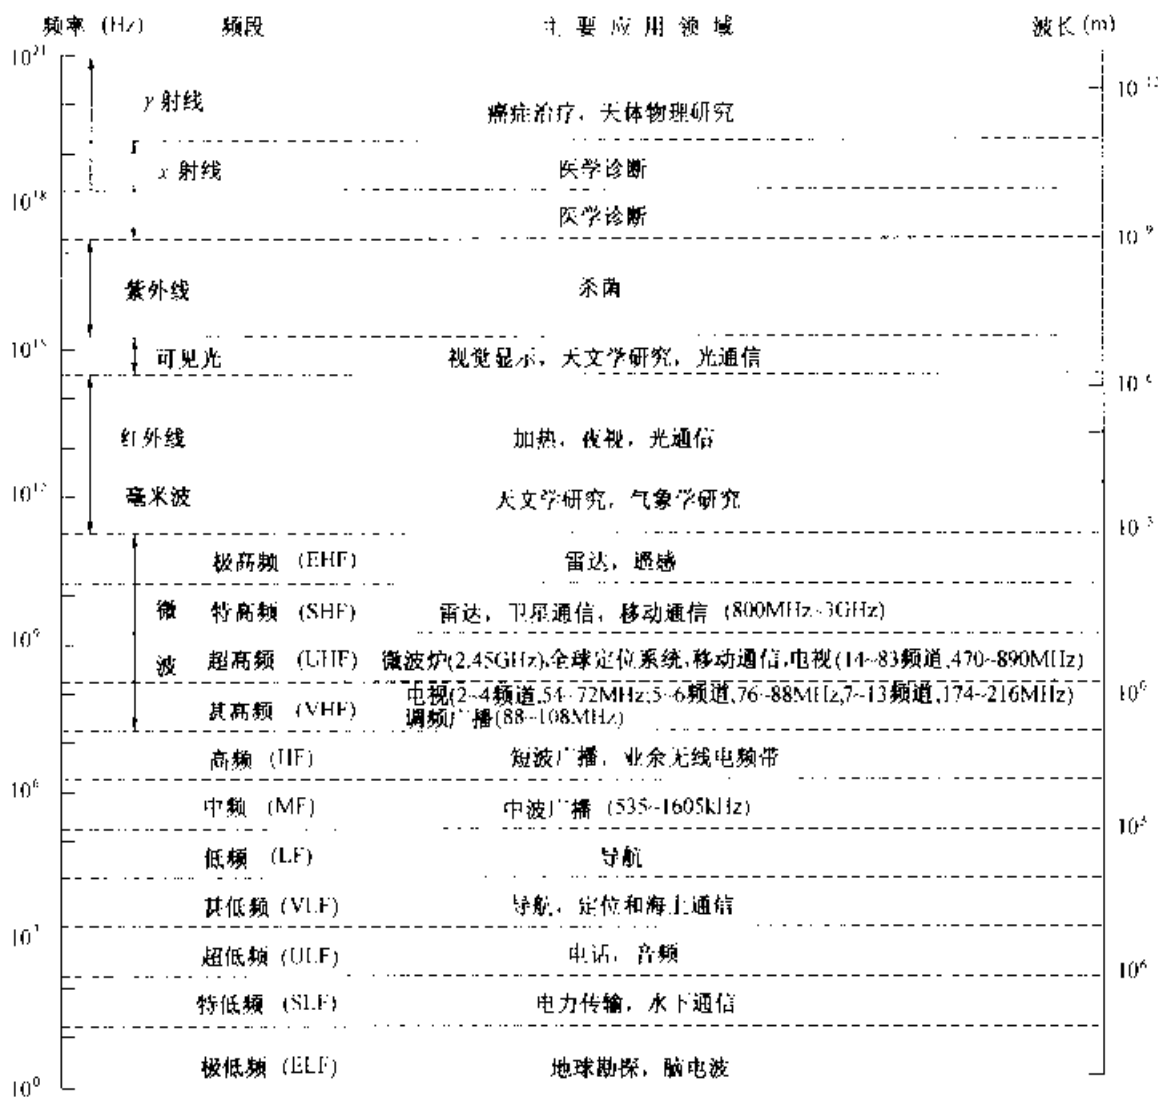 频率 (Hz) 频段 主要应用领域 波长 (m)
10²¹
γ 射线 癌症治疗, 天体物理研究 10⁻¹²
x 射线 医学诊断
10¹⁸
医学诊断
10⁻⁹
紫外线 杀菌
10¹⁵ 可见光 视觉显示, 天文学研究, 光通信
红外线 加热, 夜视, 光通信
毫米波 天文学研究, 气象学研究
10⁻³
极高频 (EHF) 雷达, 遥感
微 特高频 (SHF) 雷达, 卫星通信, 移动通信 (800MHz~3GHz)
10⁹
波 超高频 (UHF) 微波炉(2.45GHz),全球定位系统,移动通信,电视(14~83频道,470~890MHz)
甚高频 (VHF) 电视(2~4频道,54~72MHz;5~6频道,76~88MHz,7~13频道,174~216MHz)
调频广播(88~108MHz)
高频 (HF) 短波广播, 业余无线电频带
10⁶
中频 (MF) 中波广播 (535~1605kHz)
10³
低频 (LF) 导航
甚低频 (VLF) 导航, 定位和海上通信
超低频 (ULF) 电话, 音频
10⁶
特低频 (SLF) 电力传输, 水下通信
极低频 (ELF) 地球勘探, 脑电波
10⁰